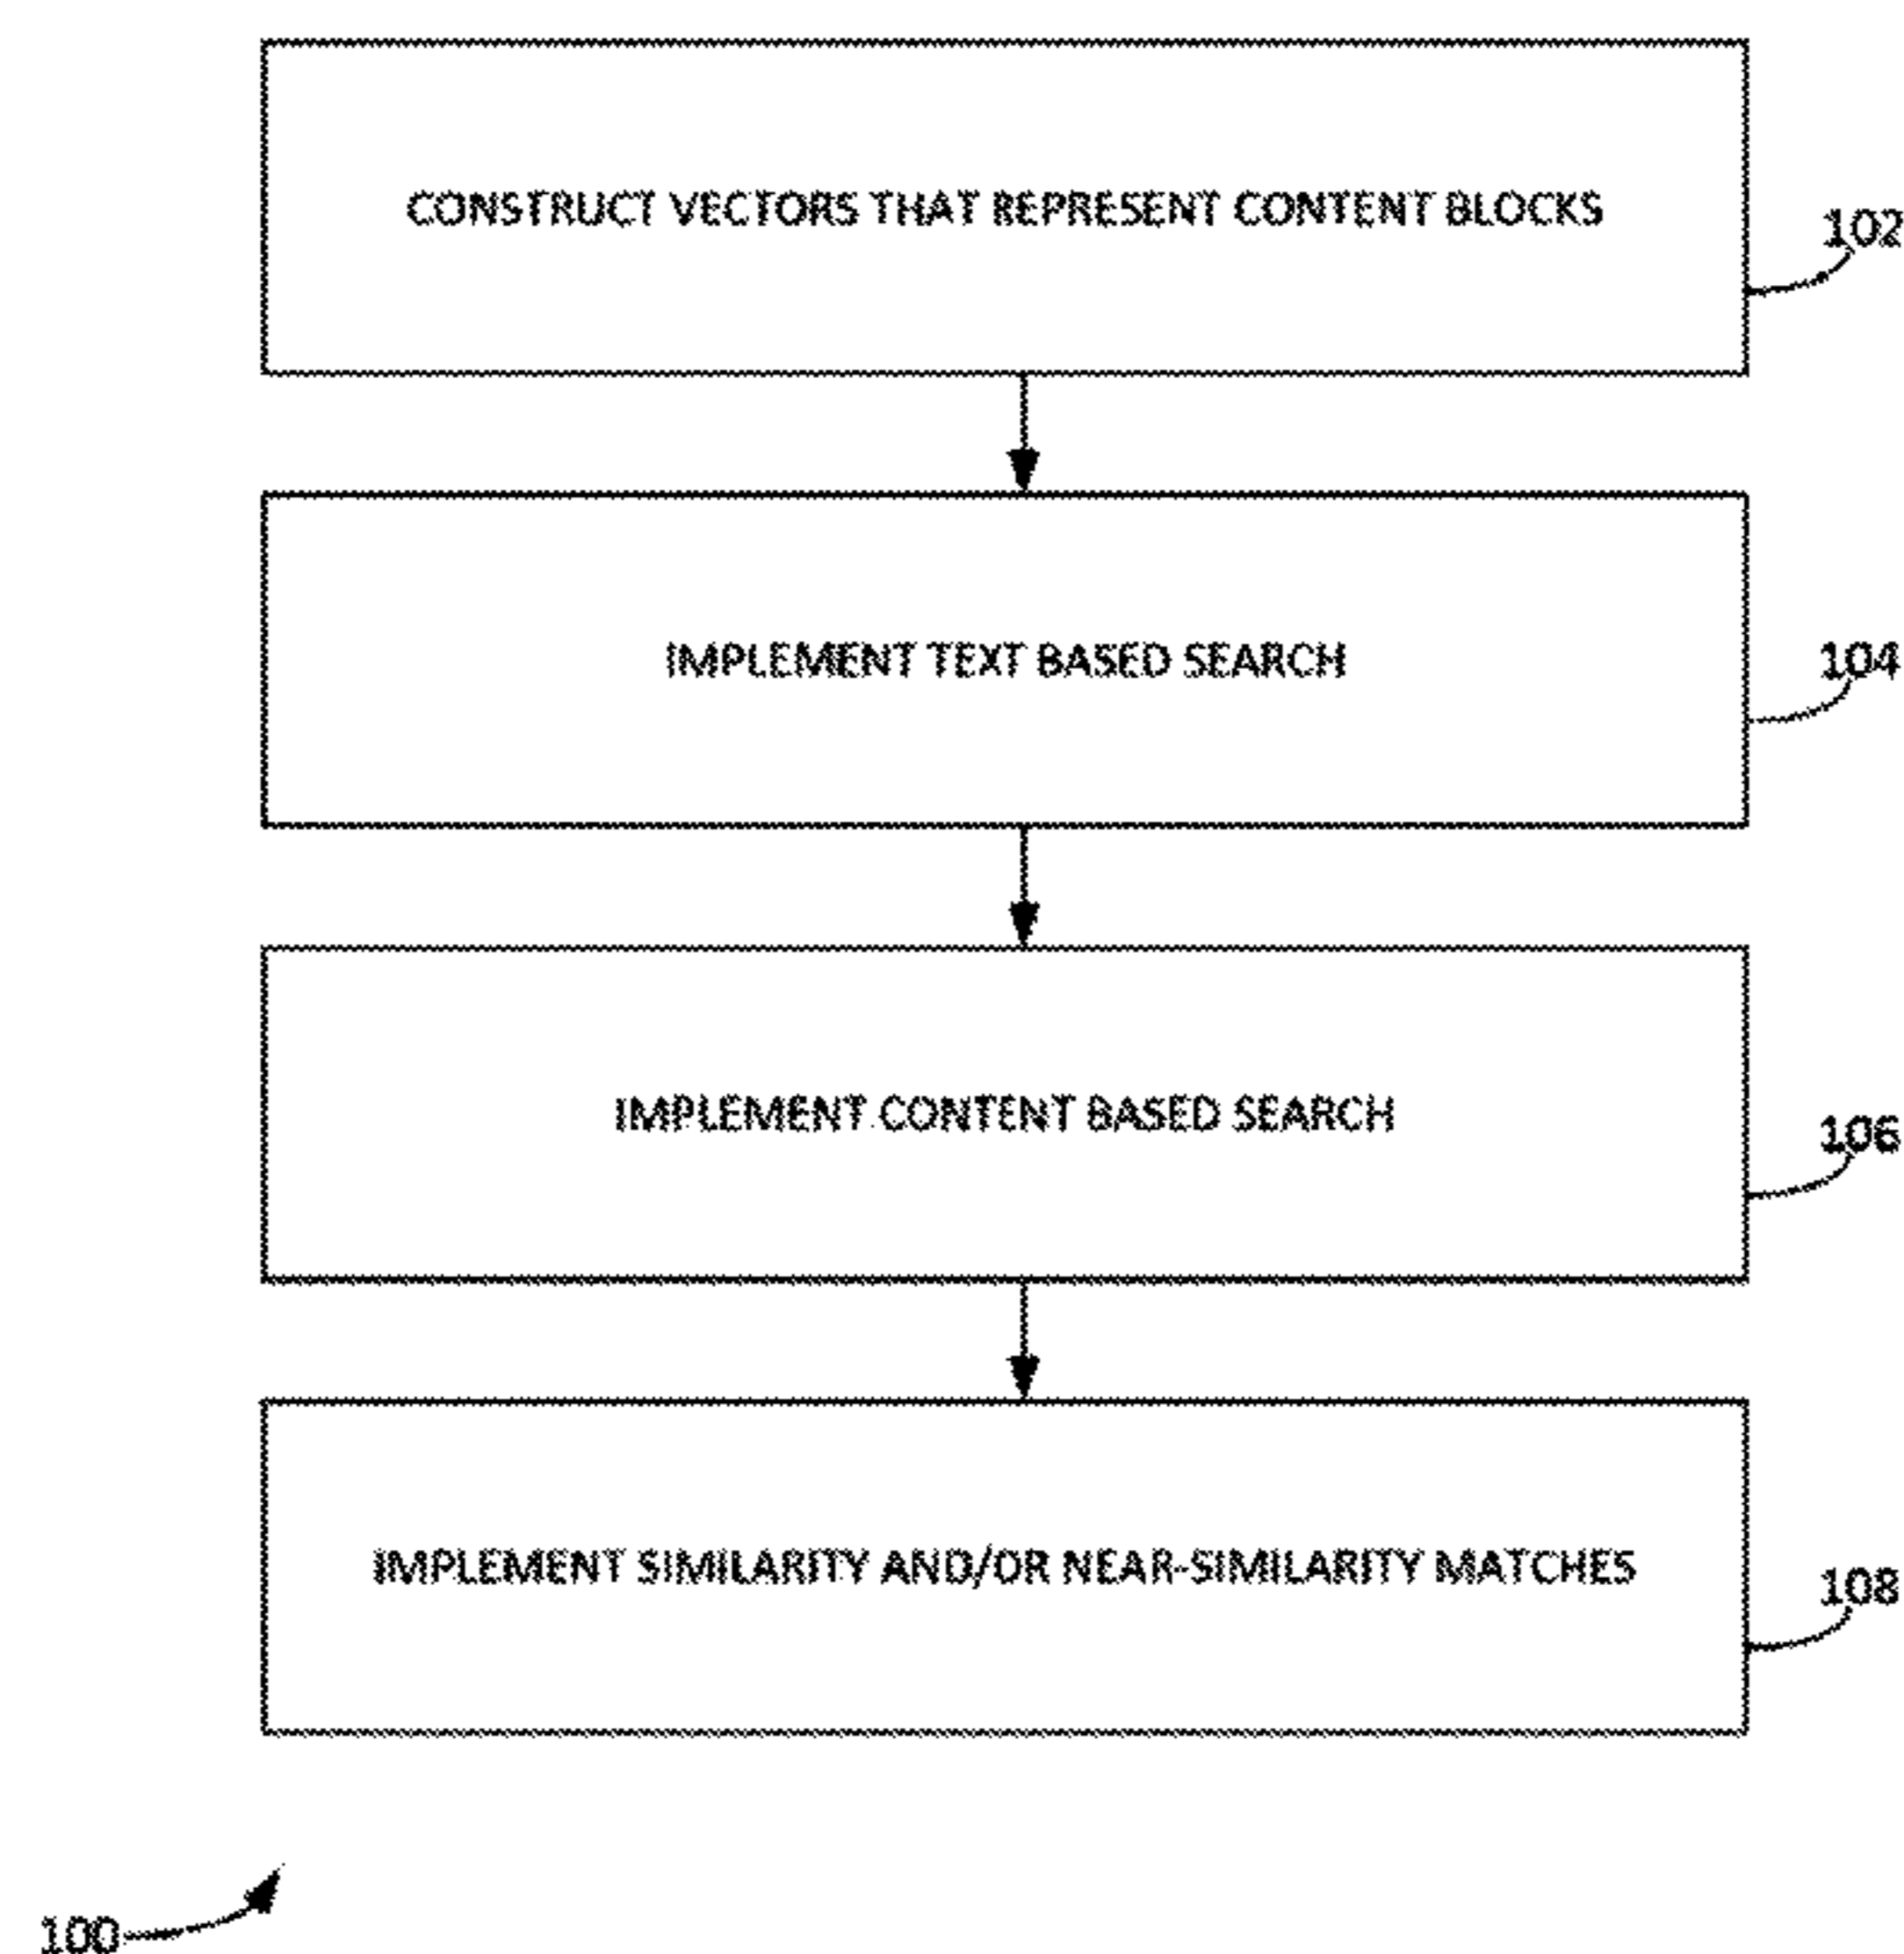 CONSTRUCT VECTORS THAT REPRESENT CONTENT BLOCKS
102
IMPLEMENT TEXT BASED SEARCH
104
IMPLEMENT CONTENT BASED SEARCH
106
IMPLEMENT SIMILARITY AND/OR NEAR-SIMILARITY MATCHES
108
100